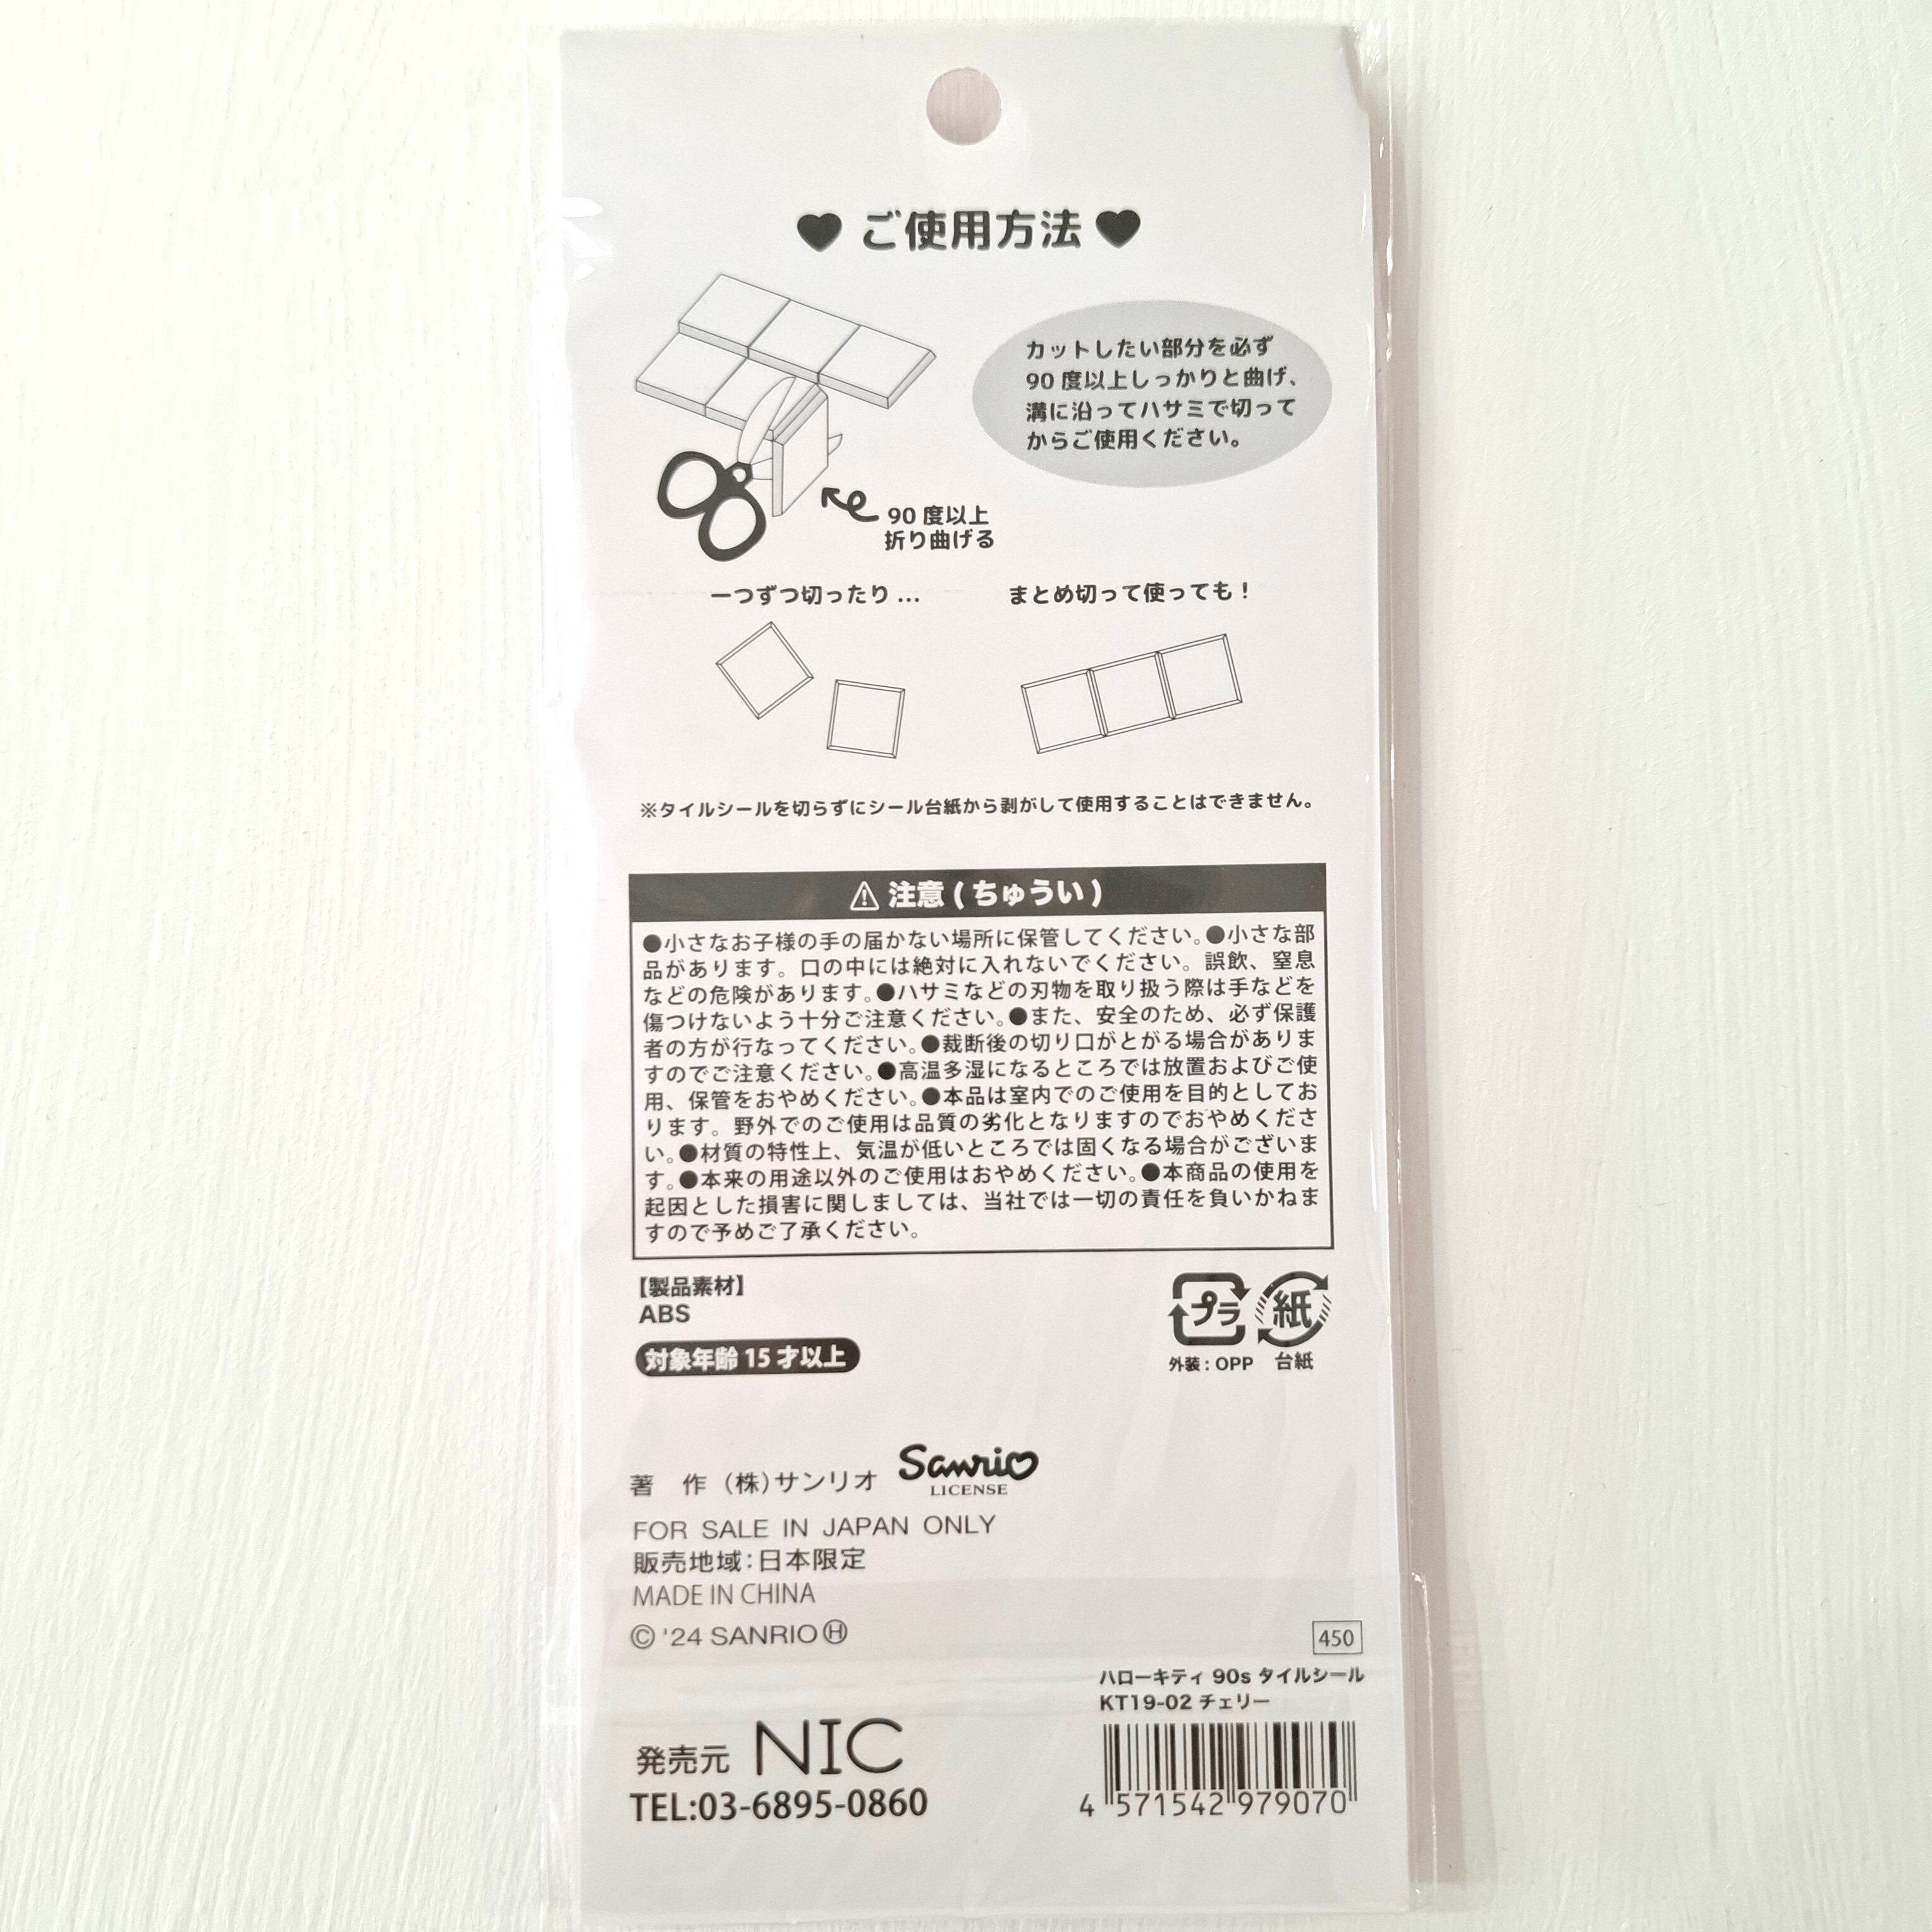 ♥ ご使用方法 ♥
カットしたい部分を必ず
90 度以上しっかりと曲げ、
溝に沿ってハサミで切って
からご使用ください。
90 度以上
折り曲げる
一つずつ切ったり …
まとめ切って使っても！
※タイルシールを切らずにシール台紙から剥がして使用することはできません。
⚠ 注意 ( ちゅうい )
●小さなお子様の手の届かない場所に保管してください。●小さな部
品があります。口の中には絶対に入れないでください。誤飲、窒息
などの危険があります。●ハサミなどの刃物を取り扱う際は手などを
傷つけないよう十分ご注意ください。●また、安全のため、必ず保護
者の方が行なってください。●裁断後の切り口がとがる場合がありま
すのでご注意ください。●高温多湿になるところでは放置およびご使
用、保管をおやめください。●本品は室内でのご使用を目的としてお
ります。野外でのご使用は品質の劣化となりますのでおやめくださ
い。●材質の特性上、気温が低いところでは固くなる場合がございま
す。●本来の用途以外のご使用はおやめください。●本商品の使用を
起因とした損害に関しましては、当社では一切の責任を負いかねま
すので予めご了承ください。
【製品素材】
ABS
対象年齢 15 才以上
プラ 紙
外装 : OPP 台紙
著　作 (株)サンリオ Sanrio
LICENSE
FOR SALE IN JAPAN ONLY
販売地域:日本限定
MADE IN CHINA
© '24 SANRIO Ⓗ
450
ハローキティ 90s タイルシール
KT19-02 チェリー
発売元 NIC
TEL:03-6895-0860
4 571542 979070